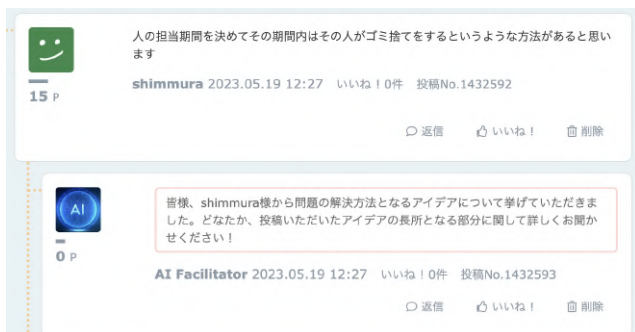 人の担当期間を決めてその期間内はその人がゴミ捨てをするというような方法があると思い
ます
shimmura 2023.05.19 12:27 いいね！0件 投稿No.1432592
15 P
返信 いいね！ 削除
AI
皆様、shimmura様から問題の解決方法となるアイデアについて挙げていただきま
した。どなたか、投稿いただいたアイデアの長所となる部分に関して詳しくお聞か
せください！
0 P
AI Facilitator 2023.05.19 12:27 いいね！0件 投稿No.1432593
返信 いいね！ 削除